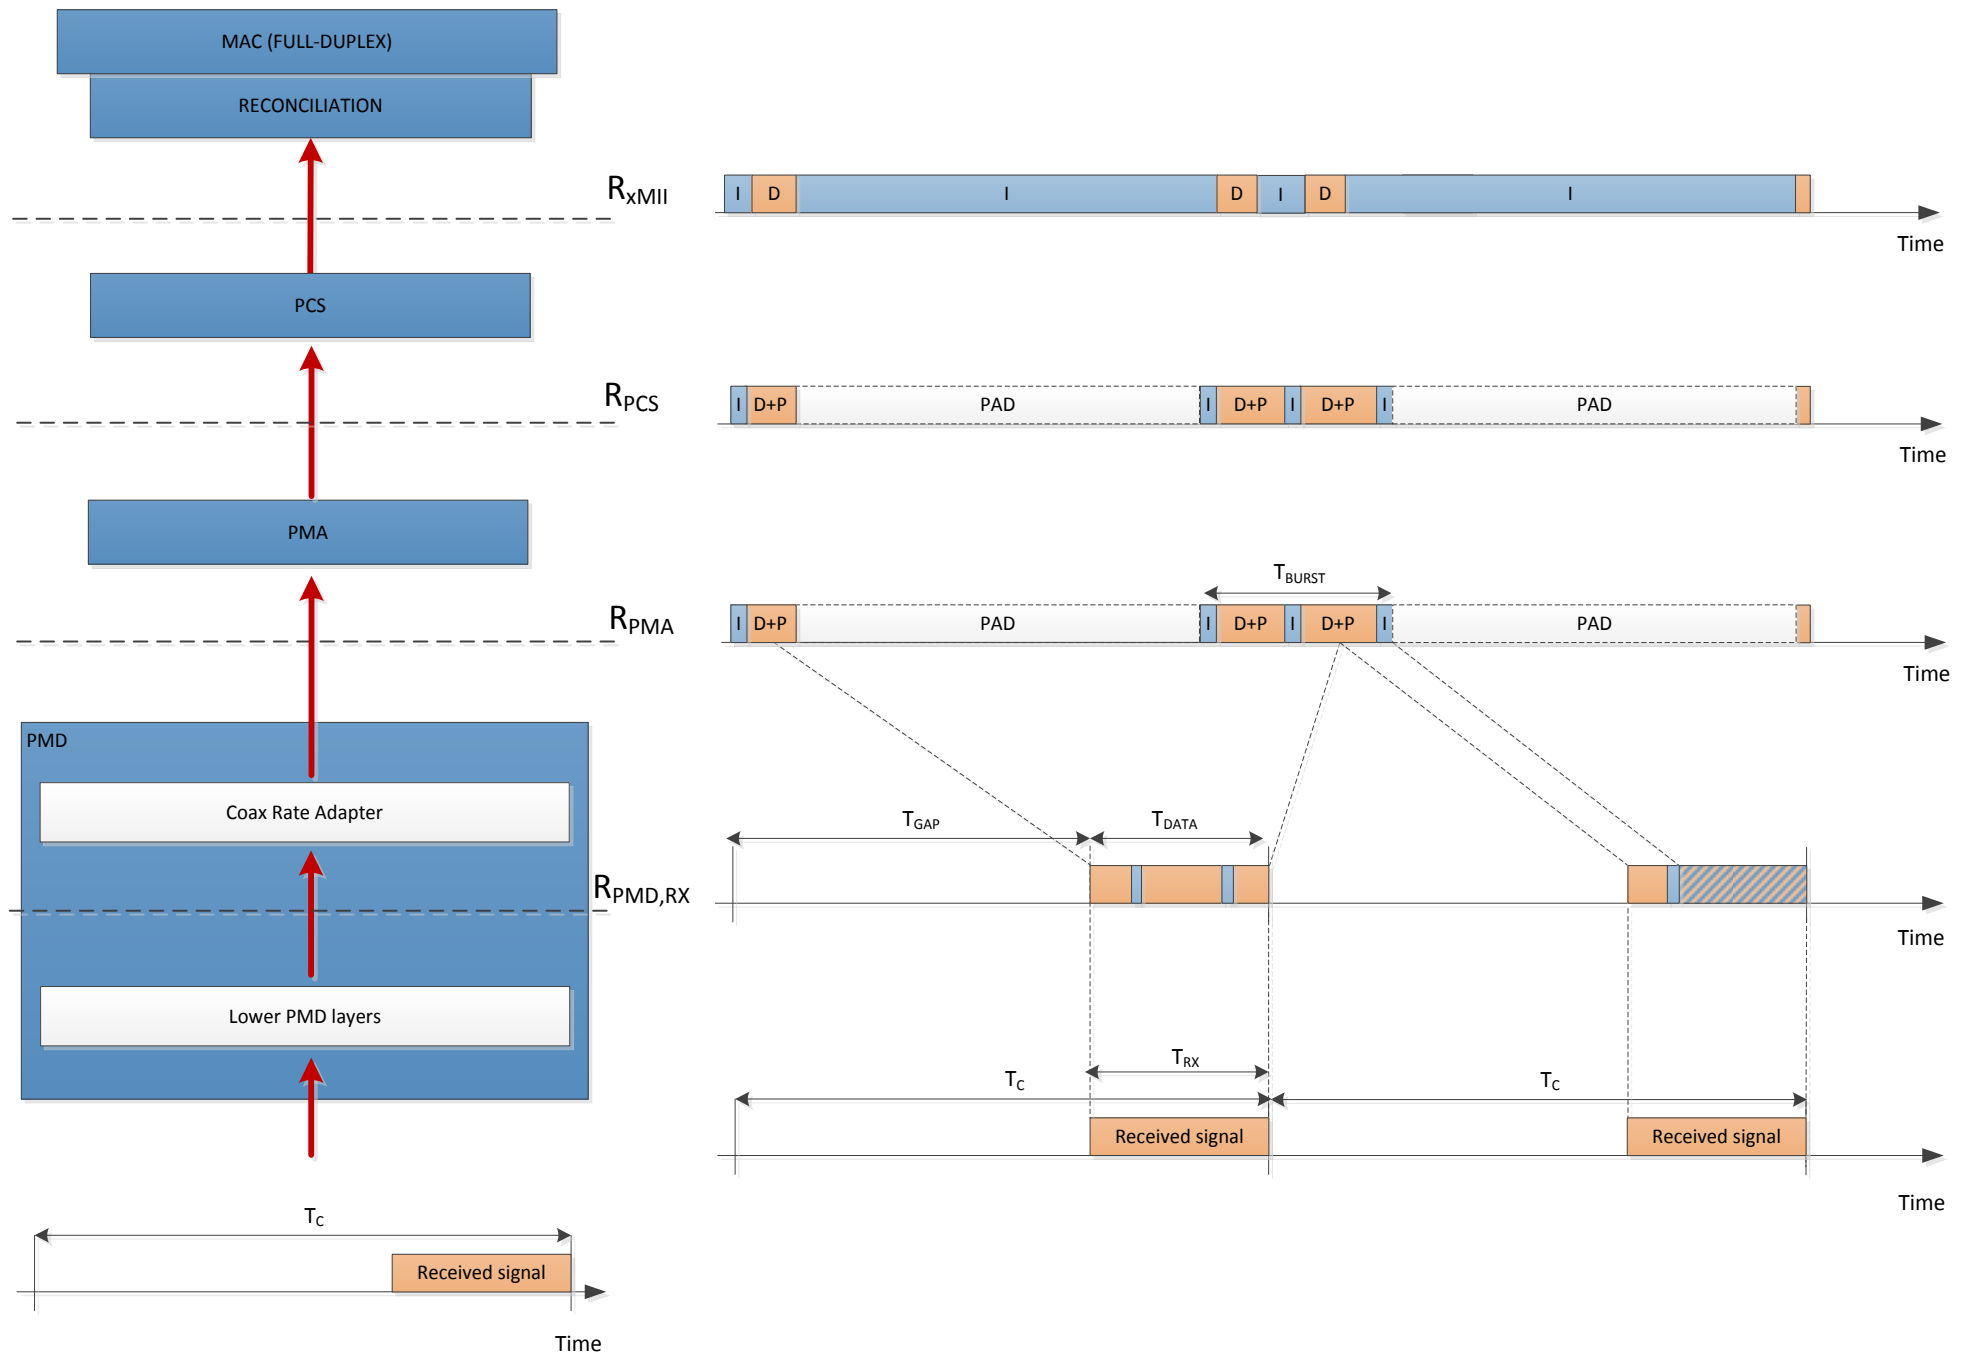 MAC (FULL-DUPLEX)
RECONCILIATION
RxMII
I D I D I D I
Time
PCS
RPCS
I D+P PAD I D+P I D+P I PAD
Time
PMA
TBURST
RPMA
I D+P PAD I D+P I D+P I PAD
Time
PMD
Coax Rate Adapter
TGAP
TDATA
RPMD,RX
Time
Lower PMD layers
TRX
TC
TC
Received signal
Received signal
Time
TC
Received signal
Time